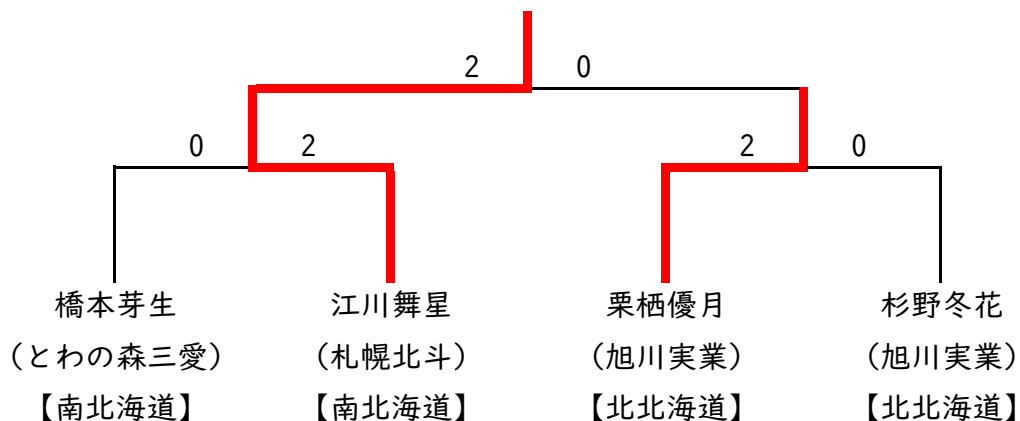 2 0
0 2 2 0
橋本芽生 江川舞星 栗栖優月 杉野冬花
(とわの森三愛) (札幌北斗) (旭川実業) (旭川実業)
【南北海道】 【南北海道】 【北北海道】 【北北海道】